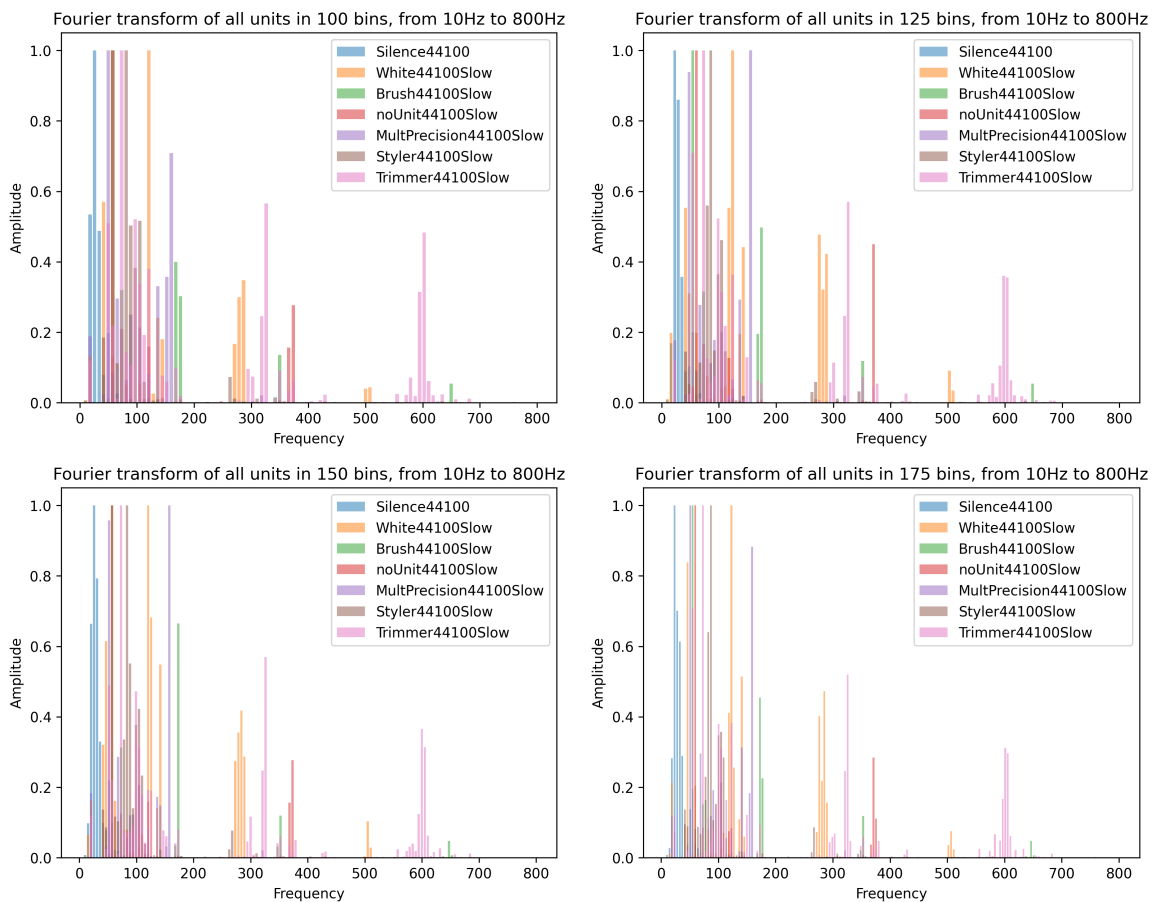 Fourier transform of all units in 100 bins, from 10Hz to 800Hz
1.0
0.8
0.6
0.4
0.2
0.0
Amplitude
0 100 200 300 400 500 600 700 800
Frequency
Silence44100
White44100Slow
Brush44100Slow
noUnit44100Slow
MultPrecision44100Slow
Styler44100Slow
Trimmer44100Slow
Fourier transform of all units in 125 bins, from 10Hz to 800Hz
1.0
0.8
0.6
0.4
0.2
0.0
Amplitude
0 100 200 300 400 500 600 700 800
Frequency
Silence44100
White44100Slow
Brush44100Slow
noUnit44100Slow
MultPrecision44100Slow
Styler44100Slow
Trimmer44100Slow
Fourier transform of all units in 150 bins, from 10Hz to 800Hz
1.0
0.8
0.6
0.4
0.2
0.0
Amplitude
0 100 200 300 400 500 600 700 800
Frequency
Silence44100
White44100Slow
Brush44100Slow
noUnit44100Slow
MultPrecision44100Slow
Styler44100Slow
Trimmer44100Slow
Fourier transform of all units in 175 bins, from 10Hz to 800Hz
1.0
0.8
0.6
0.4
0.2
0.0
Amplitude
0 100 200 300 400 500 600 700 800
Frequency
Silence44100
White44100Slow
Brush44100Slow
noUnit44100Slow
MultPrecision44100Slow
Styler44100Slow
Trimmer44100Slow